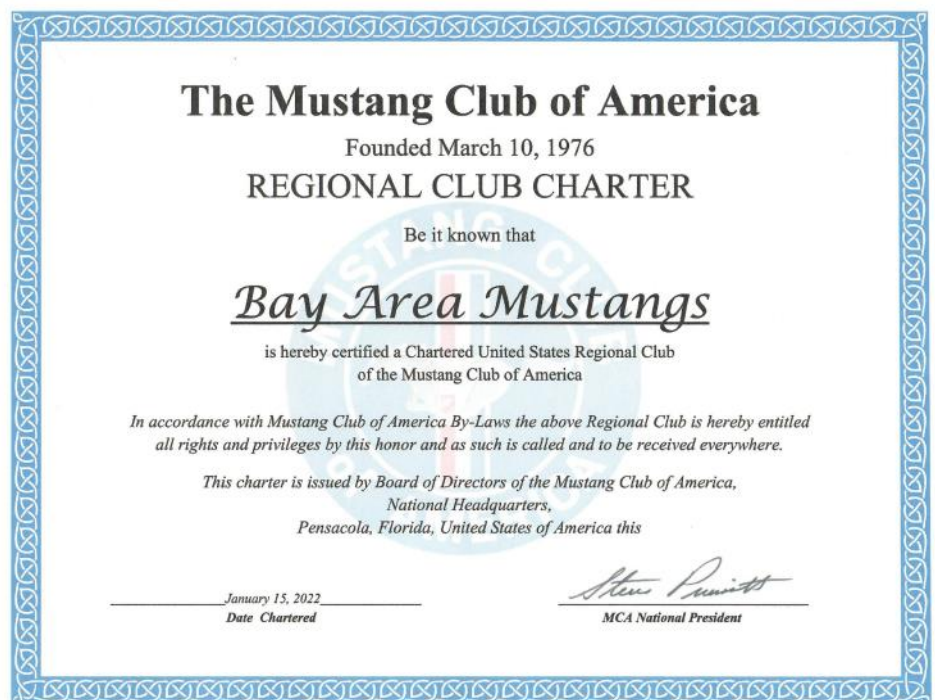 The Mustang Club of America
Founded March 10, 1976
REGIONAL CLUB CHARTER
Be it known that
Bay Area Mustangs
is hereby certified a Chartered United States Regional Club
of the Mustang Club of America
In accordance with Mustang Club of America By-Laws the above Regional Club is hereby entitled
all rights and privileges by this honor and as such is called and to be received everywhere.
This charter is issued by Board of Directors of the Mustang Club of America,
National Headquarters,
Pensacola, Florida, United States of America this
January 15, 2022
Date Chartered
Steve
MCA National President
MUSTANG CLUB
OF AMERICA